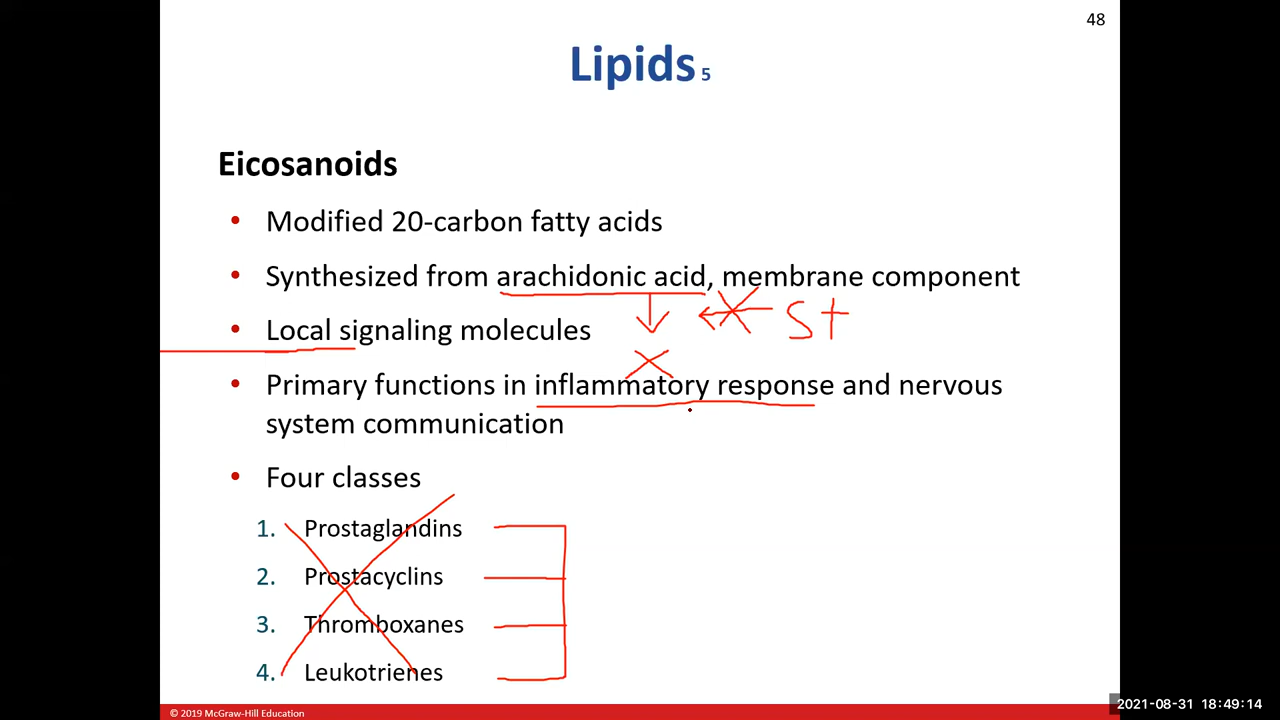 48
Lipids 5
Eicosanoids
• Modified 20-carbon fatty acids
• Synthesized from arachidonic acid, membrane component
St
• Local signaling molecules
• Primary functions in inflammatory response and nervous
system communication
• Four classes
1. Prostaglandins
2. Prostacyclins
3. Thromboxanes
4. Leukotrienes
© 2019 McGraw-Hill Education
2021-08-31 18:49:14